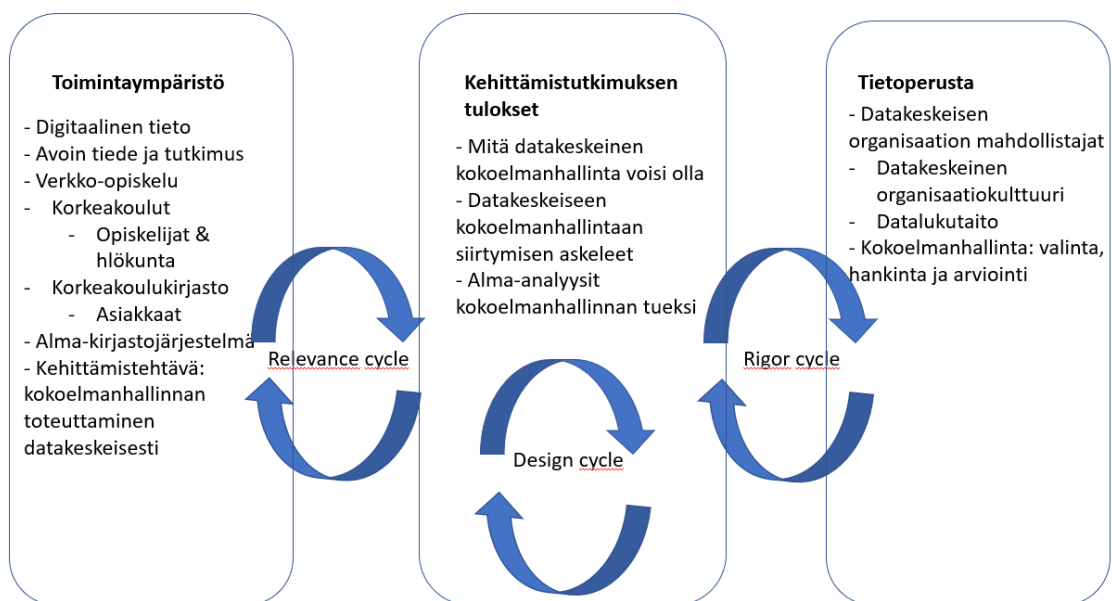 Toimintaympäristö
- Digitaalinen tieto
- Avoin tiede ja tutkimus
- Verkko-opiskelu
- Korkeakoulut
- Opiskelijat &
hlökunta
- Korkeakoulukirjasto
- Asiakkaat
- Alma-kirjastojärjestelmä
- Kehittämistehtävä:
kokoelmanhallinnan
toteuttaminen
datakeskeisesti
Relevance cycle
Kehittämistutkimuksen
tulokset
- Mitä datakeskeinen
kokoelmanhallinta voisi olla
- Datakeskeiseen
kokoelmanhallintaan
siirtymisen askeleet
- Alma-analyysit
kokoelmanhallinnan tueksi
Design cycle
Rigor cycle
Tietoperusta
- Datakeskeisen
organisaation mahdollistajat
- Datakeskeinen
organisaatiokulttuuri
- Datalukutaito
- Kokoelmanhallinta: valinta,
hankinta ja arviointi